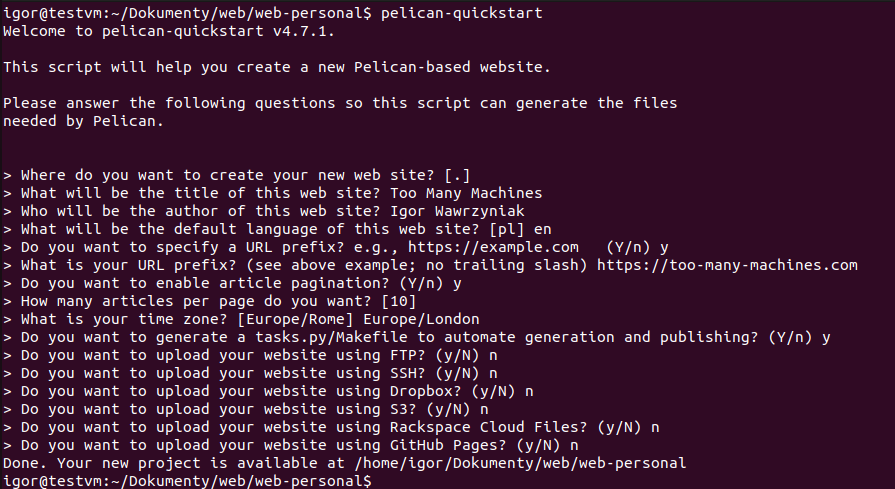 igor@testvm:~/Dokumenty/web/web-personal$ pelican-quickstart
Welcome to pelican-quickstart v4.7.1.
This script will help you create a new Pelican-based website.
Please answer the following questions so this script can generate the files
needed by Pelican.
> Where do you want to create your new web site? [.]
> What will be the title of this web site? Too Many Machines
> Who will be the author of this web site? Igor Wawrzyniak
> What will be the default language of this web site? [pl] en
> Do you want to specify a URL prefix? e.g., https://example.com   (Y/n) y
> What is your URL prefix? (see above example; no trailing slash) https://too-many-machines.com
> Do you want to enable article pagination? (Y/n) y
> How many articles per page do you want? [10]
> What is your time zone? [Europe/Rome] Europe/London
> Do you want to generate a tasks.py/Makefile to automate generation and publishing? (Y/n) y
> Do you want to upload your website using FTP? (y/N) n
> Do you want to upload your website using SSH? (y/N) n
> Do you want to upload your website using Dropbox? (y/N) n
> Do you want to upload your website using S3? (y/N) n
> Do you want to upload your website using Rackspace Cloud Files? (y/N) n
> Do you want to upload your website using GitHub Pages? (y/N) n
Done. Your new project is available at /home/igor/Dokumenty/web/web-personal
igor@testvm:~/Dokumenty/web/web-personal$